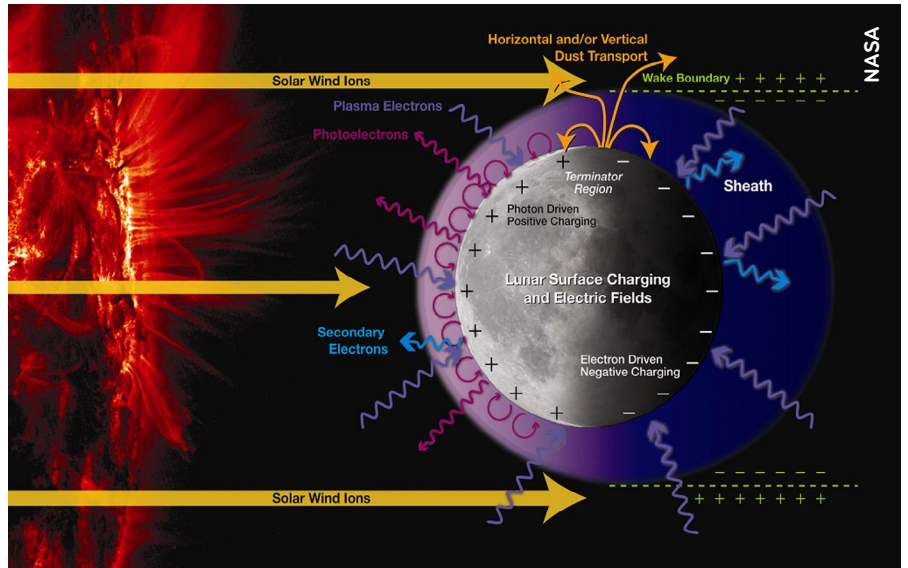 NASA
Horizontal and/or Vertical
Dust Transport
Solar Wind Ions
Wake Boundary + + + + +
− − − − − −
Plasma Electrons
Photoelectrons
Terminator
Region
Sheath
Photon Driven
Positive Charging
Lunar Surface Charging
and Electric Fields
Secondary
Electrons
Electron Driven
Negative Charging
− − − − − −
Solar Wind Ions
+ + + + + +